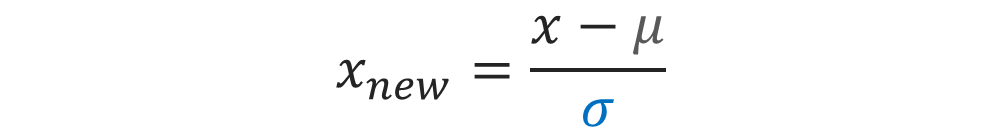 x_new = (x − μ) / σ